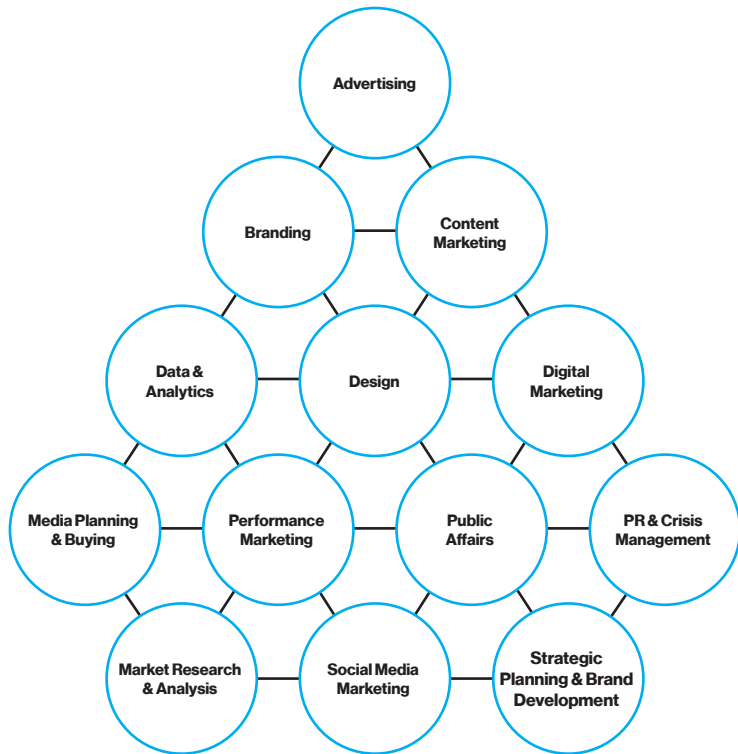 Advertising
Branding
Content
Marketing
Data &
Analytics
Design
Digital
Marketing
Media Planning
& Buying
Performance
Marketing
Public
Affairs
PR & Crisis
Management
Market Research
& Analysis
Social Media
Marketing
Strategic
Planning & Brand
Development